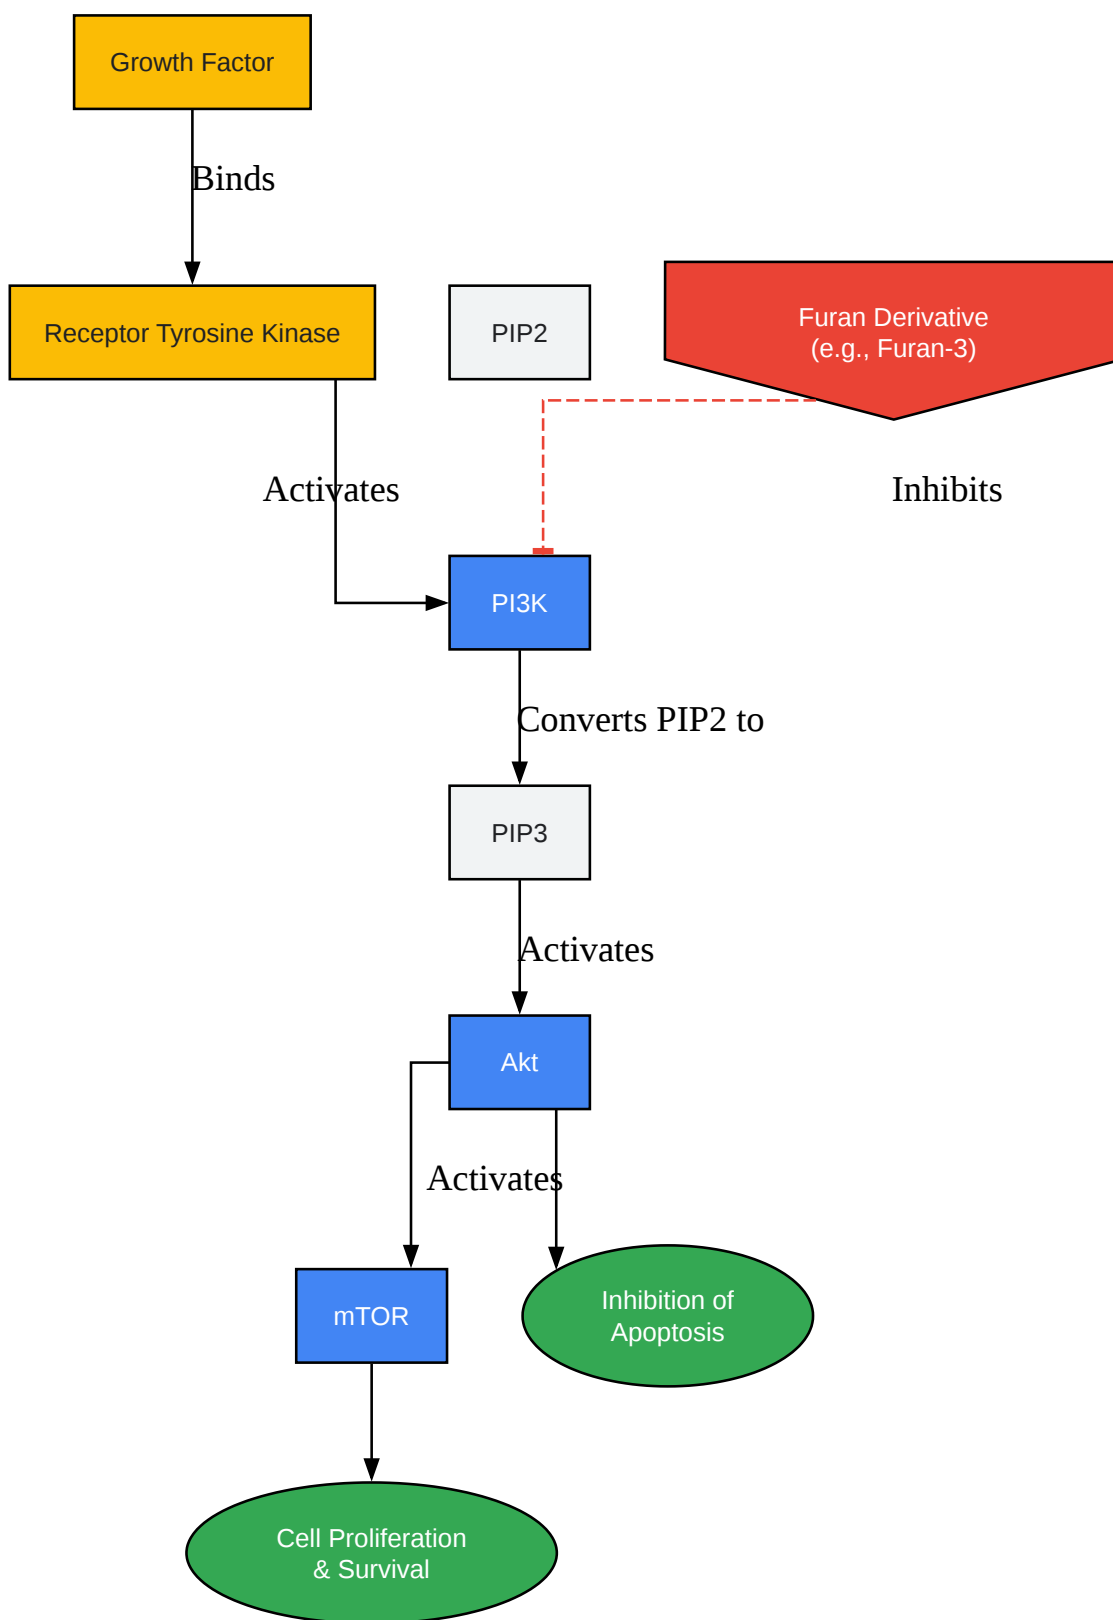 Growth Factor
Binds
Receptor Tyrosine Kinase
PIP2
Furan Derivative
(e.g., Furan-3)
Activates
Inhibits
PI3K
Converts PIP2 to
PIP3
Activates
Akt
Activates
mTOR
Inhibition of
Apoptosis
Cell Proliferation
& Survival